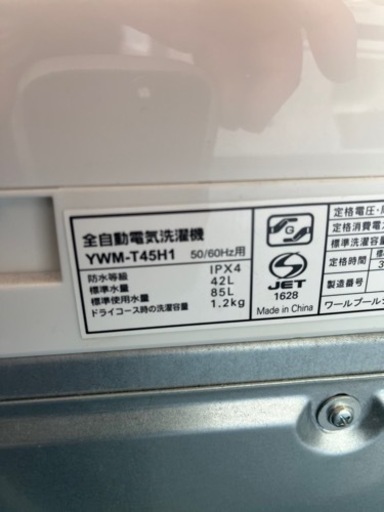 全自動電気洗濯機
YWM-T45H1 50/60Hz用
防水等級 IPX4
標準水量 42L
標準使用水量 85L
ドライコース時の洗濯容量 1.2kg
JET
1628
Made in China
定格電圧・
定格消費電
標準洗濯容
定格時間
製造番
ワールプール